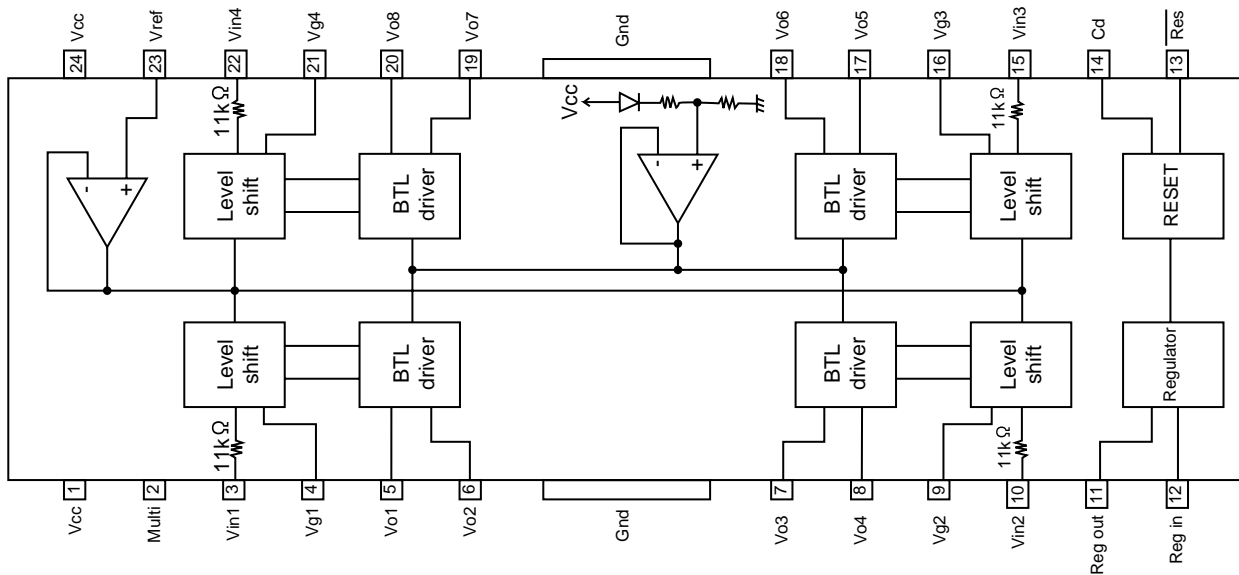 Vcc
Vref
Vin4
Vg4
Vo8
Vo7
Gnd
Vo6
Vo5
Vg3
Vin3
Cd
Res
24
23
22
21
20
19
18
17
16
15
14
13
11kΩ
Vcc
11kΩ
-
+
Level shift
BTL driver
-
+
BTL driver
Level shift
RESET
Level shift
BTL driver
BTL driver
Level shift
Regulator
11kΩ
11kΩ
1
2
3
4
5
6
7
8
9
10
11
12
Vcc
Multi
Vin1
Vg1
Vo1
Vo2
Gnd
Vo3
Vo4
Vg2
Vin2
Reg out
Reg in